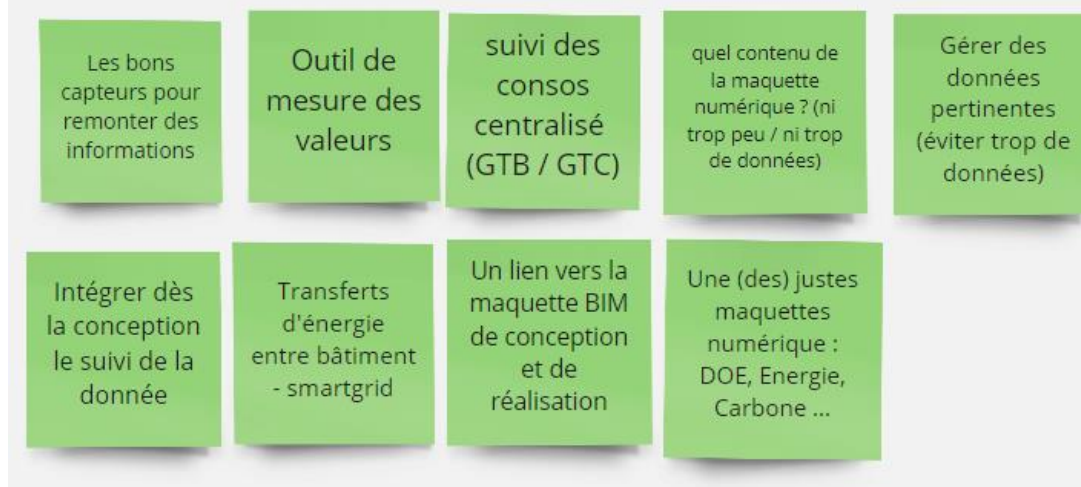 Les bons
capteurs pour
remonter des
informations
Outil de
mesure des
valeurs
suivi des
consos
centralisé
(GTB / GTC)
quel contenu de
la maquette
numérique ? (ni
trop peu / ni trop
de données)
Gérer des
données
pertinentes
(éviter trop de
données)
Intégrer dès
la conception
le suivi de la
donnée
Transferts
d'énergie
entre bâtiment
- smartgrid
Un lien vers la
maquette BIM
de conception
et de
réalisation
Une (des) justes
maquettes
numérique :
DOE, Energie,
Carbone ...